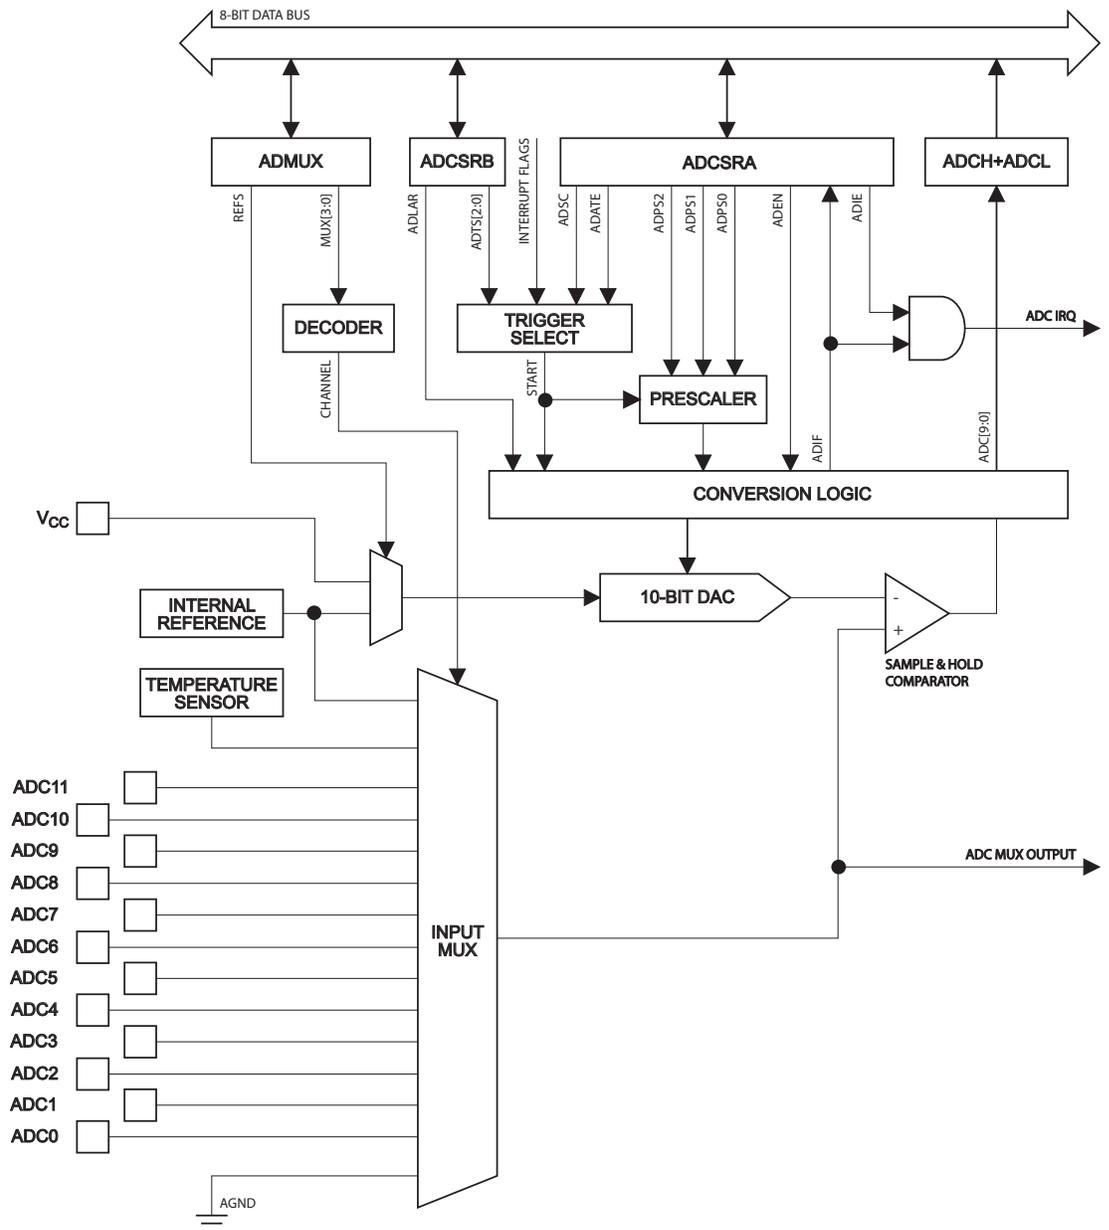 8-BIT DATA BUS
ADMUX
ADCSRB
ADCSRA
ADCH+ADCL
REFS
MUX[3:0]
ADLAR
ADTS[2:0]
INTERRUPT FLAGS
ADSC
ADATE
ADPS2
ADPS1
ADPS0
ADEN
ADIE
DECODER
TRIGGER
SELECT
ADC IRQ
CHANNEL
START
PRESCALER
ADIF
ADC[9:0]
CONVERSION LOGIC
VCC
INTERNAL
REFERENCE
10-BIT DAC
-
+
SAMPLE & HOLD
COMPARATOR
TEMPERATURE
SENSOR
ADC11
ADC10
ADC9
ADC8
ADC7
ADC6
ADC5
ADC4
ADC3
ADC2
ADC1
ADC0
INPUT
MUX
ADC MUX OUTPUT
AGND